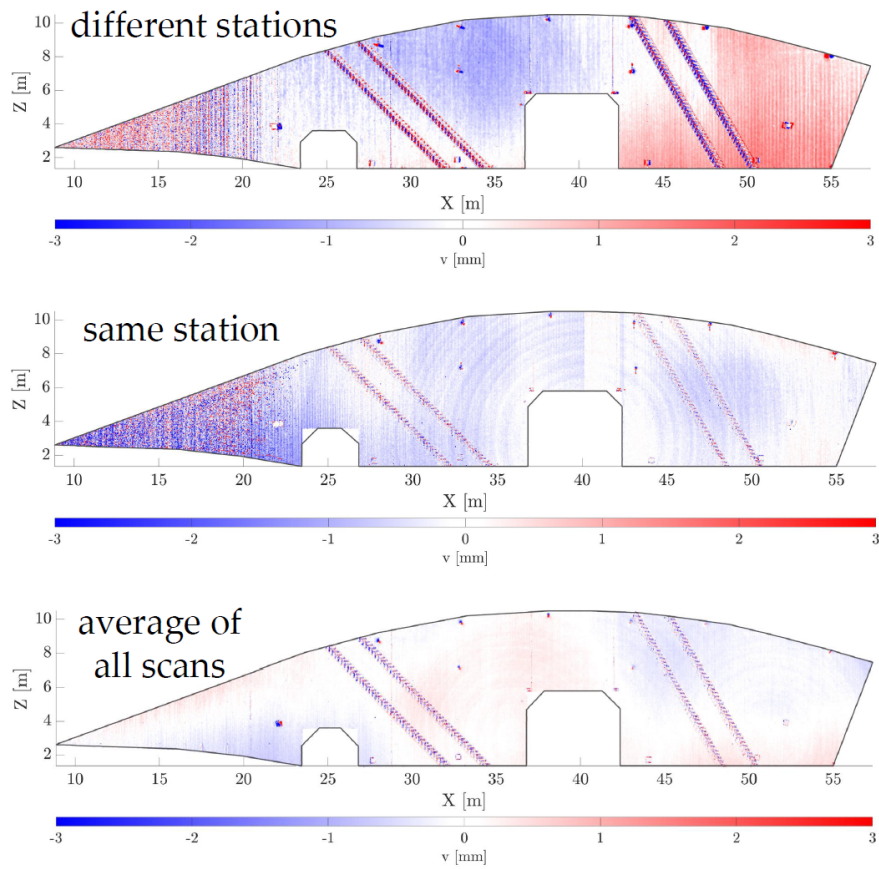 different stations
10
8
6
4
2
Z [m]
10 15 20 25 30 35 40 45 50 55
X [m]
-3 -2 -1 0 1 2 3
v [mm]
same station
10
8
6
4
2
Z [m]
10 15 20 25 30 35 40 45 50 55
X [m]
-3 -2 -1 0 1 2 3
v [mm]
average of
all scans
10
8
6
4
2
Z [m]
10 15 20 25 30 35 40 45 50 55
X [m]
-3 -2 -1 0 1 2 3
v [mm]